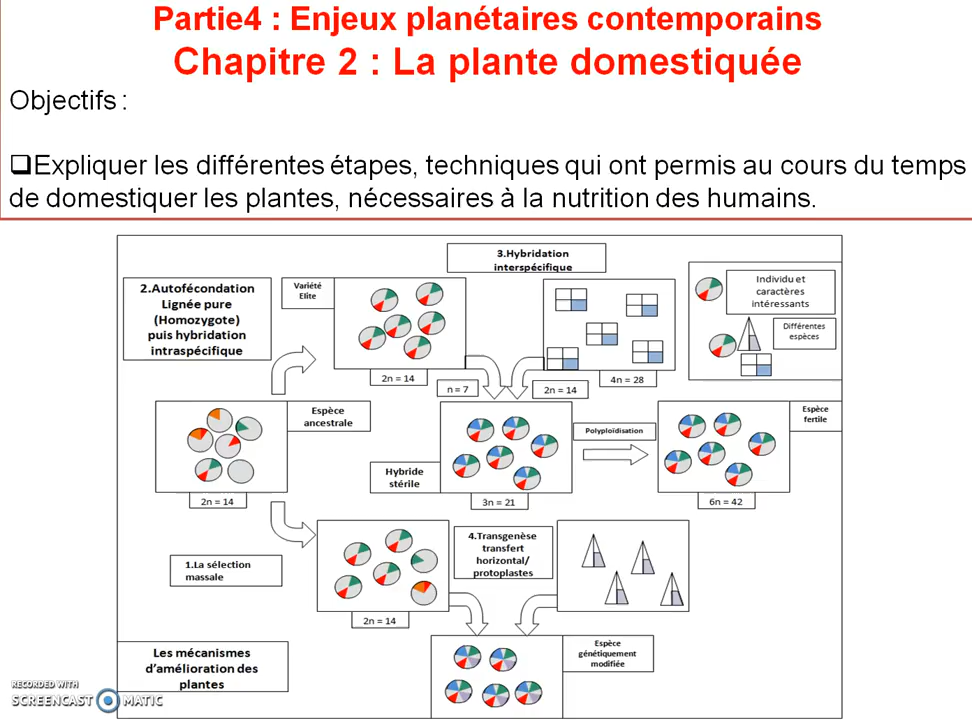 Partie4 : Enjeux planétaires contemporains
Chapitre 2 : La plante domestiquée
Objectifs :
Expliquer les différentes étapes, techniques qui ont permis au cours du temps
de domestiquer les plantes, nécessaires à la nutrition des humains.
3.Hybridation
interspécifique
2.Autofécondation
Lignée pure
(Homozygote)
puis hybridation
intraspécifique
Variété
Elite
Individu et
caractères
intéressants
Différentes
espèces
2n = 14
n = 7
2n = 14
4n = 28
Espèce
ancestrale
Polyploïdisation
Espèce
fertile
Hybride
stérile
2n = 14
3n = 21
6n = 42
1.La sélection
massale
4.Transgenèse
transfert
horizontal/
protoplastes
2n = 14
Les mécanismes
d'amélioration des
plantes
Espèce
génétiquement
modifiée
RECORDED WITH
SCREENCAST MATIC